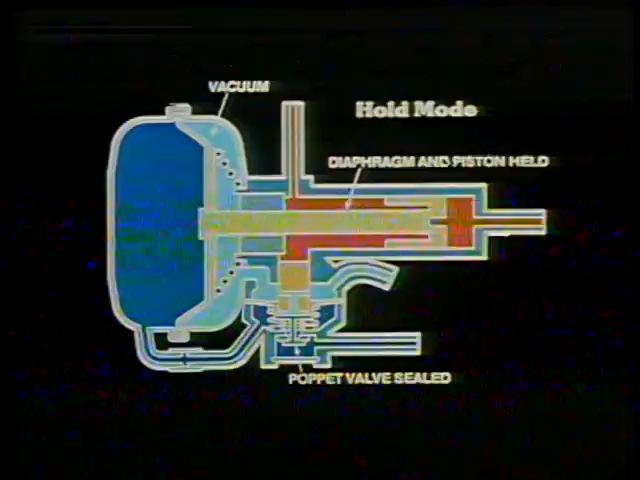 VACUUM
Hold Mode
DIAPHRAGM AND PISTON HELD
POPPET VALVE SEALED